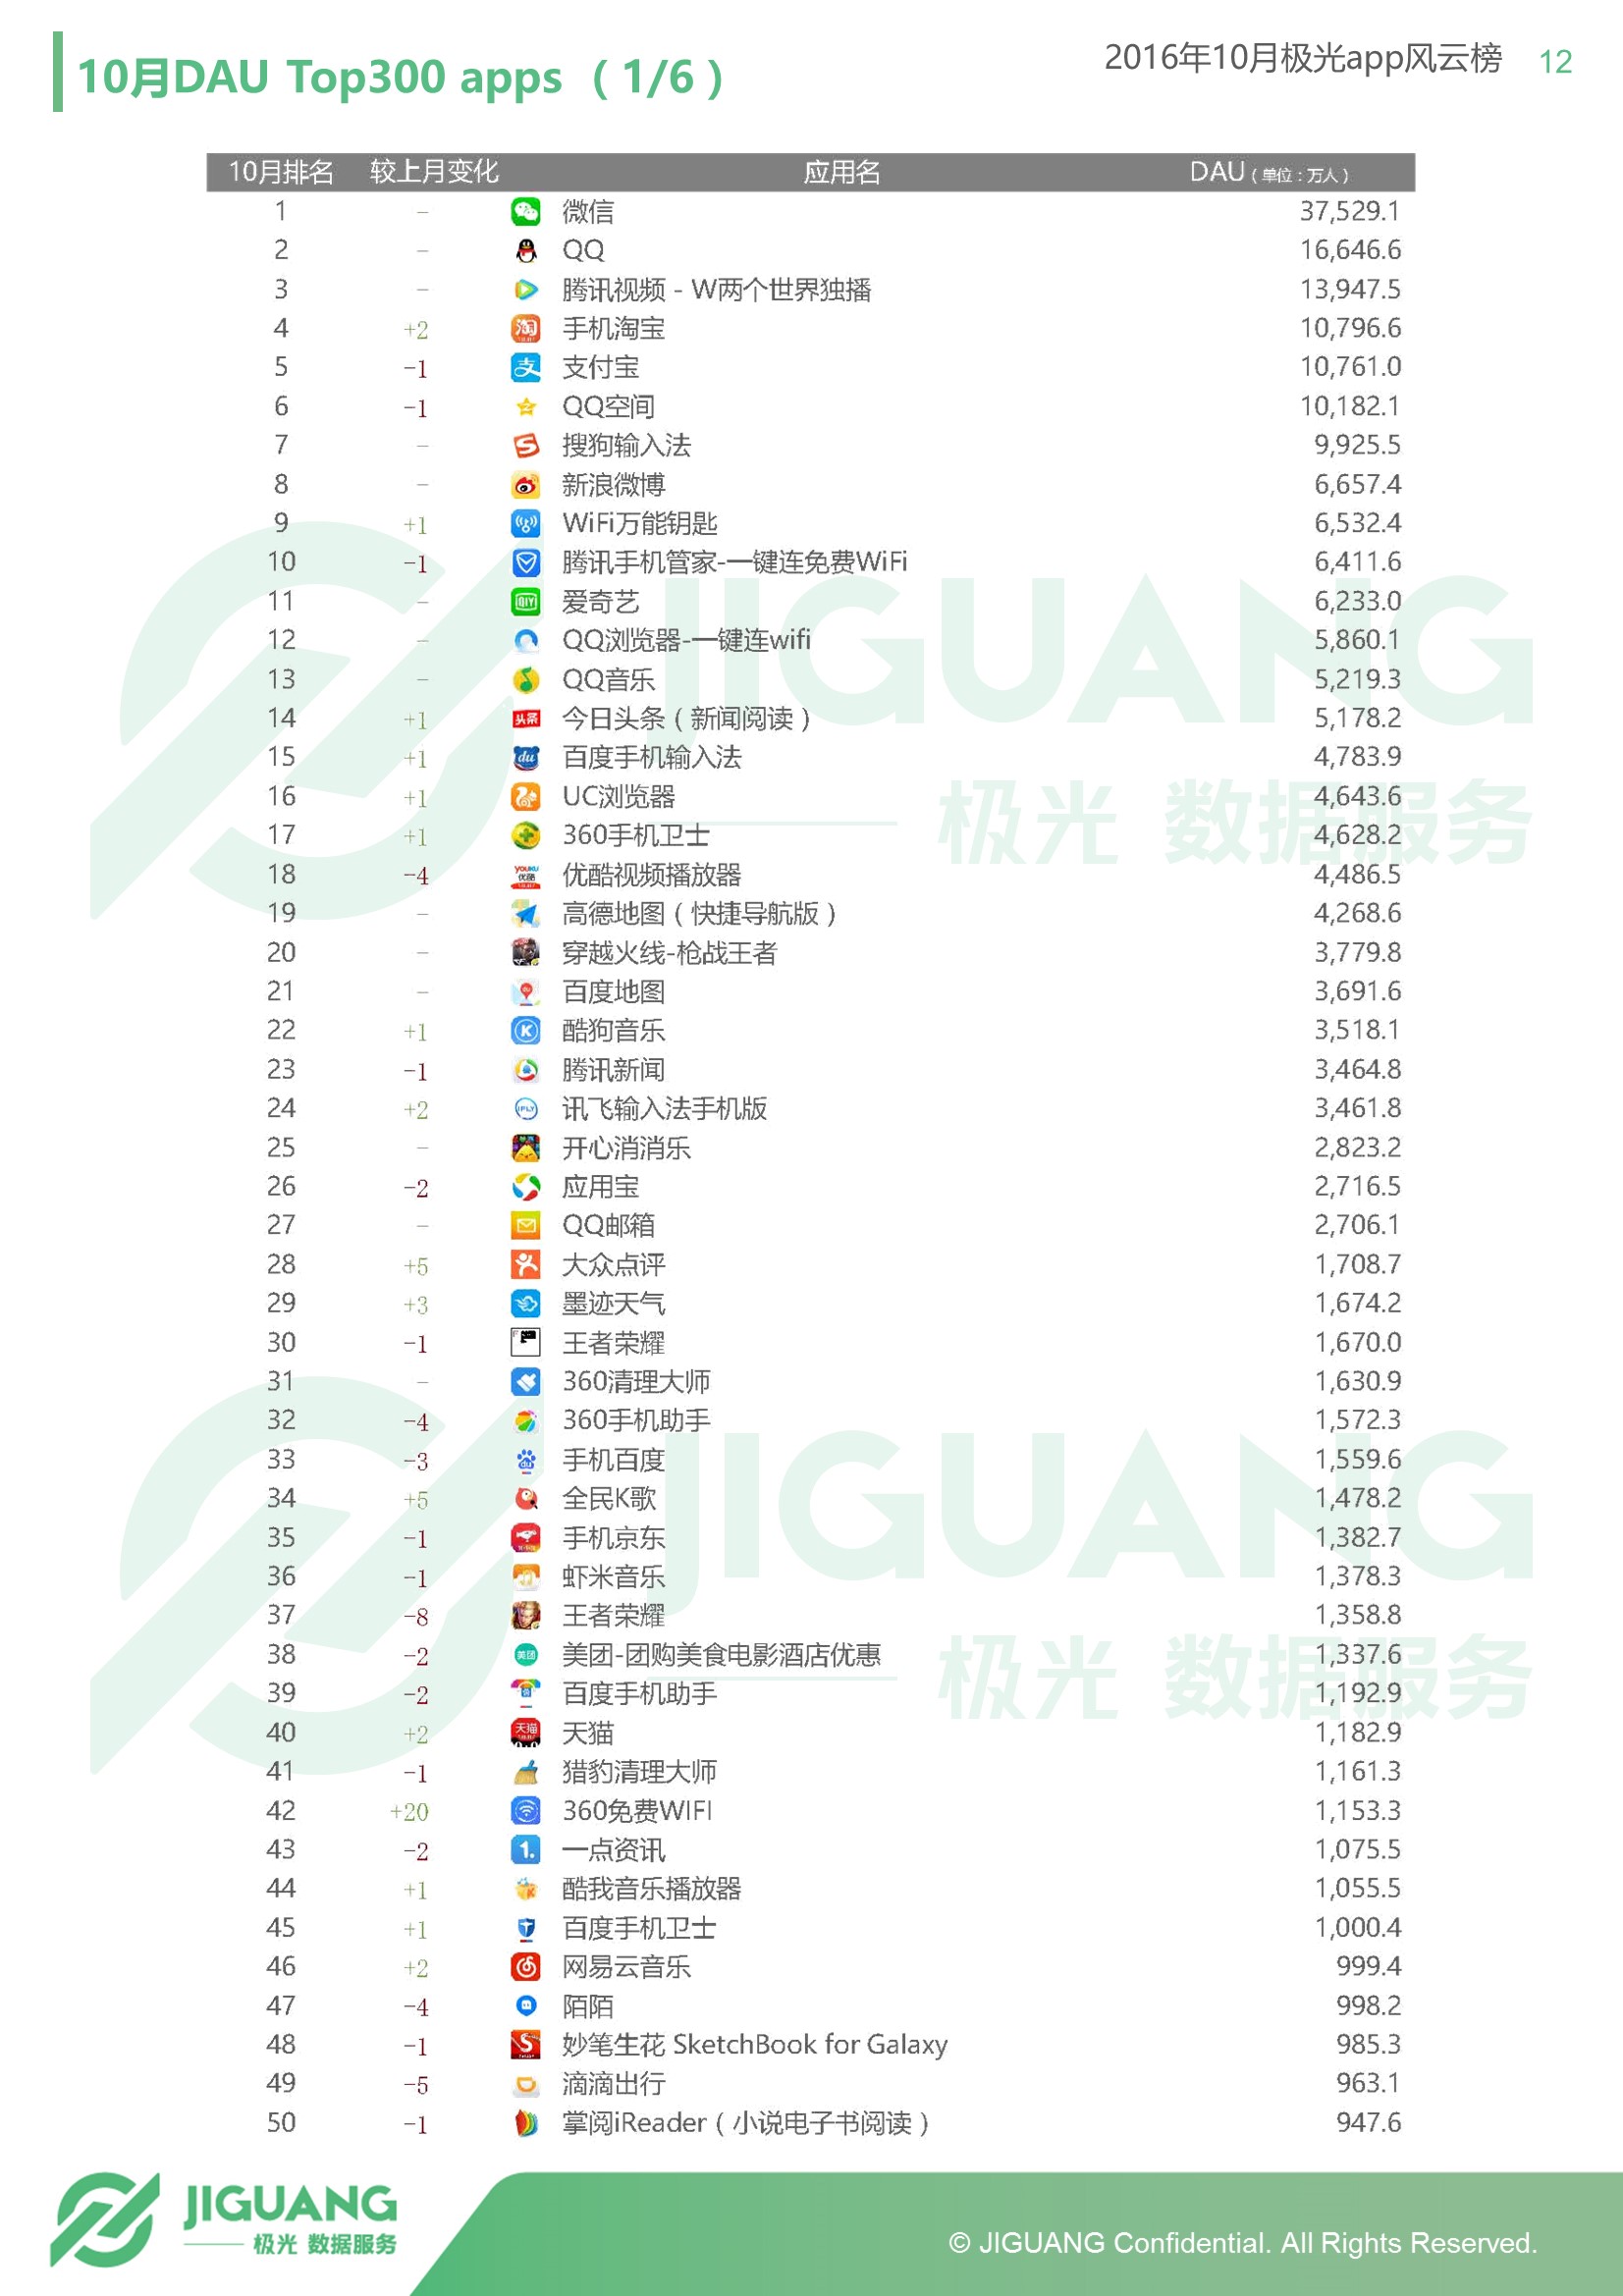 10月DAU Top300 apps （1/6）
2016年10月极光app风云榜 12
10月排名 较上月变化 应用名 DAU（单位：万人）
1 – 微信 37,529.1
2 – QQ 16,646.6
3 – 腾讯视频 - W两个世界独播 13,947.5
4 +2 手机淘宝 10,796.6
5 -1 支付宝 10,761.0
6 -1 QQ空间 10,182.1
7 – 搜狗输入法 9,925.5
8 – 新浪微博 6,657.4
9 +1 WiFi万能钥匙 6,532.4
10 -1 腾讯手机管家-一键连免费WiFi 6,411.6
11 – 爱奇艺 6,233.0
12 – QQ浏览器-一键连wifi 5,860.1
13 – QQ音乐 5,219.3
14 +1 今日头条（新闻阅读） 5,178.2
15 +1 百度手机输入法 4,783.9
16 +1 UC浏览器 4,643.6
17 +1 360手机卫士 4,628.2
18 -4 优酷视频播放器 4,486.5
19 – 高德地图（快捷导航版） 4,268.6
20 – 穿越火线-枪战王者 3,779.8
21 – 百度地图 3,691.6
22 +1 酷狗音乐 3,518.1
23 -1 腾讯新闻 3,464.8
24 +2 讯飞输入法手机版 3,461.8
25 – 开心消消乐 2,823.2
26 -2 应用宝 2,716.5
27 – QQ邮箱 2,706.1
28 +5 大众点评 1,708.7
29 +3 墨迹天气 1,674.2
30 -1 王者荣耀 1,670.0
31 – 360清理大师 1,630.9
32 -4 360手机助手 1,572.3
33 -3 手机百度 1,559.6
34 +5 全民K歌 1,478.2
35 -1 手机京东 1,382.7
36 -1 虾米音乐 1,378.3
37 -8 王者荣耀 1,358.8
38 -2 美团-团购美食电影酒店优惠 1,337.6
39 -2 百度手机助手 1,192.9
40 +2 天猫 1,182.9
41 -1 猎豹清理大师 1,161.3
42 +20 360免费WIFI 1,153.3
43 -2 一点资讯 1,075.5
44 +1 酷我音乐播放器 1,055.5
45 +1 百度手机卫士 1,000.4
46 +2 网易云音乐 999.4
47 -4 陌陌 998.2
48 -1 妙笔生花 SketchBook for Galaxy 985.3
49 -5 滴滴出行 963.1
50 -1 掌阅iReader（小说电子书阅读） 947.6
JIGUANG
极光 数据服务
JIGUANG
极光 数据服务
JIGUANG
极光 数据服务
© JIGUANG Confidential. All Rights Reserved.